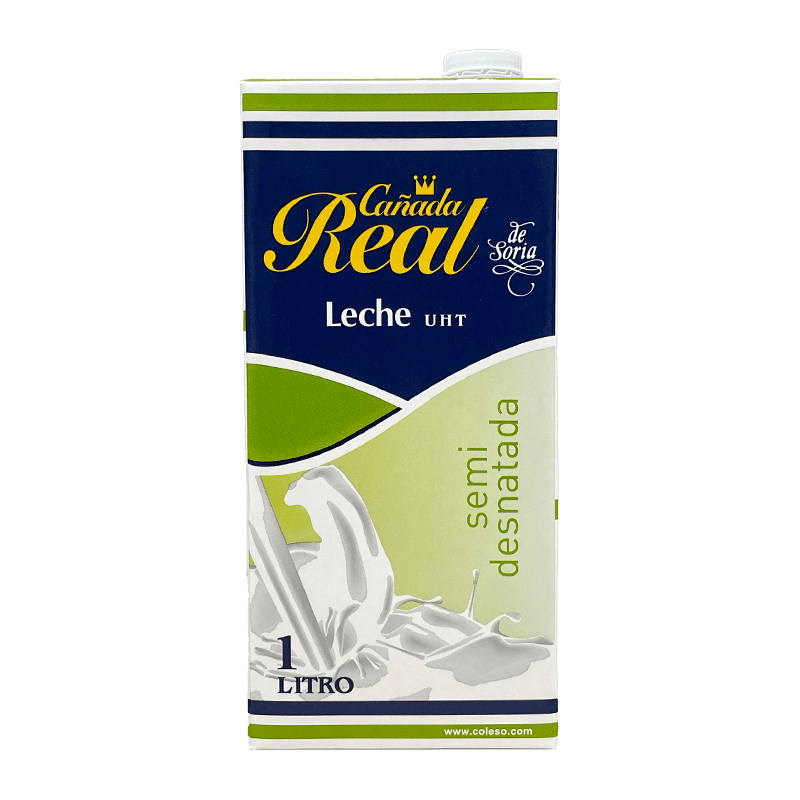 Cañada
Real
de
Soria
Leche UHT
semi
desnatada
1
LITRO
www.coleso.com